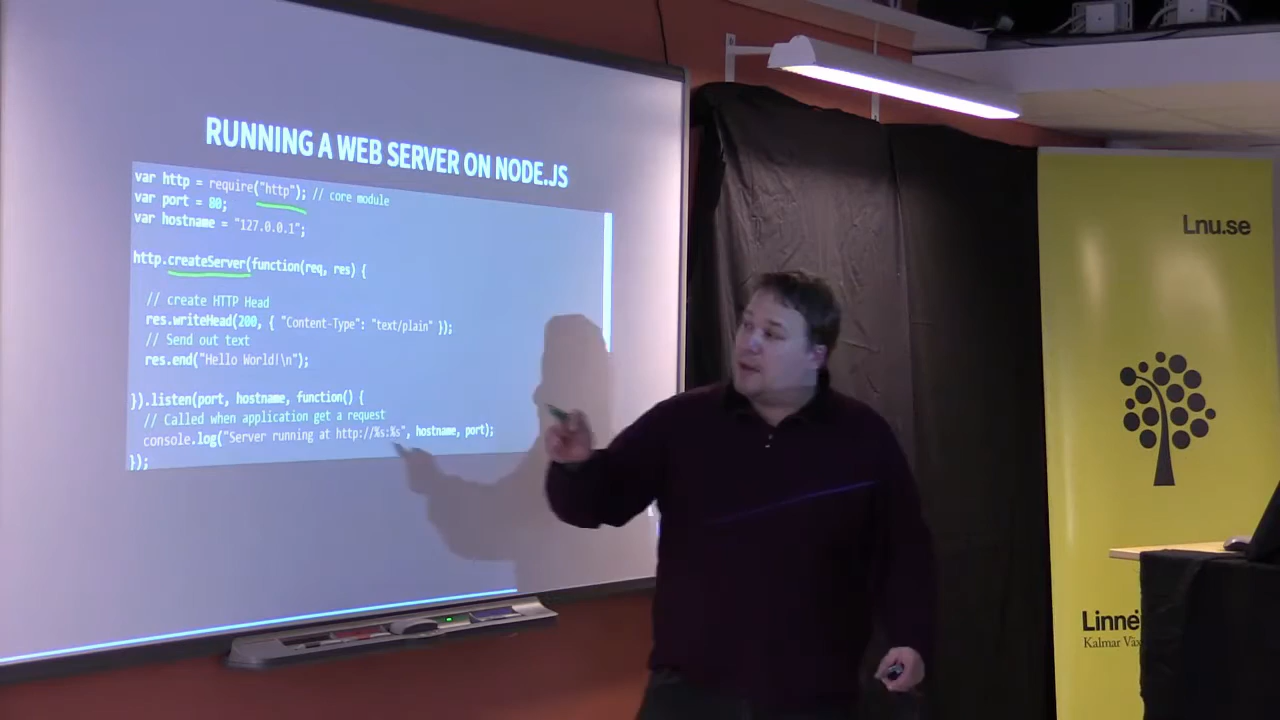 RUNNING A WEB SERVER ON NODE.JS
var http = require("http"); // core module
var port = 80;
var hostname = "127.0.0.1";
http.createServer(function(req, res) {
// create HTTP Head
res.writeHead(200, { "Content-Type": "text/plain" });
// Send out text
res.end("Hello World!\n");
}).listen(port, hostname, function() {
// Called when application get a request
console.log("Server running at http://%s:%s", hostname, port);
});
Lnu.se
Linne
Kalmar Väx